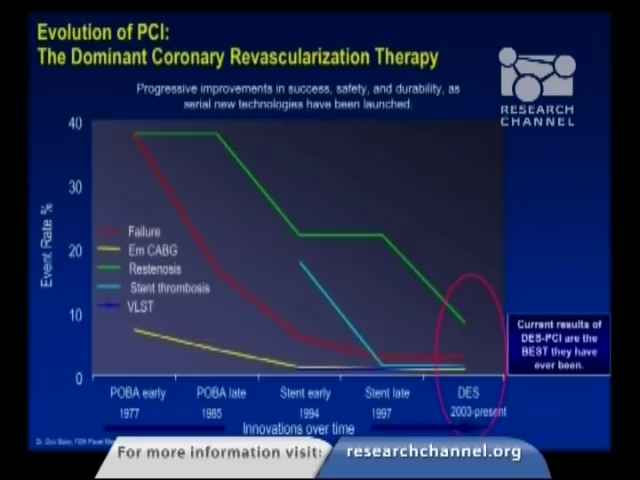 Evolution of PCI:
The Dominant Coronary Revascularization Therapy
Progressive improvements in success, safety, and durability, as
serial new technologies have been launched.
RESEARCH
CHANNEL
40
30
20
10
0
Event Rate %
Failure
Em CABG
Restenosis
Stent thrombosis
VLST
Current results of
DES-PCI are the
BEST they have
ever been.
POBA early
POBA late
Stent early
Stent late
DES
1977
1985
1994
1997
2003-present
Innovations over time
For more information visit:
researchchannel.org